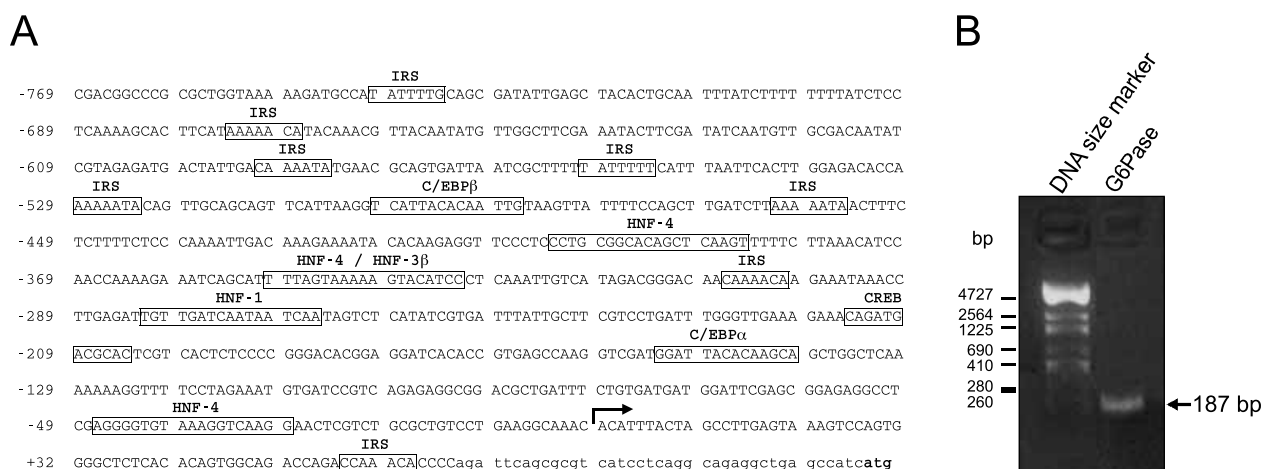 A
IRS
-769 CGACGGCCCG CGCTGGTAAA AAGATGCCAT ATTTTGCAGC GATATTGAGC TACACTGCAA TTTATCTTTT TTTTATCTCC
IRS
-689 TCAAAAGCAC TTCATAAAAA CATACAAACG TTACAATATG TTGGCTTCGA AATACTTCGA TATCAATGTT GCGACAATAT
IRS IRS
-609 CGTAGAGATG ACTATTGACA AAATATGAAC GCAGTGATTA ATCGCTTTTT ATTTTTCATT TAATTCACTT GGAGACACCA
IRS C/EBPβ IRS
-529 AAAAATACAG TTGCAGCAGT TCATTAAGGT CATTACACAA TTGTAAGTTA TTTTCCAGCT TGATCTTAAA AAATAACTTTC
HNF-4
-449 TCTTTTCTCC CAAAATTGAC AAAGAAAATA CACAAGAGGT TCCCTCCCTG CGGCACAGCT CAAGTTTTTC TTAAACATCC
HNF-4 / HNF-3β IRS
-369 AACCAAAAGA AATCAGCATT TTAGTAAAAA GTACATCCCT CAAATTGTCA TAGACGGGAC AACAAAACAA GAAATAAACC
HNF-1 CREB
-289 TTGAGATTGT TGATCAATAA TCAATAGTCT CATATCGTGA TTTATTGCTT CGTCCTGATT TGGGTTGAAA GAAACAGATG
C/EBPα
-209 ACGCACTCGT CACTCTCCCC GGGACACGGA GGATCACACC GTGAGCCAAG GTCGATGGAT TACACAAGCA GCTGGCTCAA
-129 AAAAAGGTTT TCCTAGAAAT GTGATCCGTC AGAGAGGCGG ACGCTGATTT CTGTGATGAT GGATTCGAGC GGAGAGGCCT
HNF-4
-49 CGAGGGGTGT AAAGGTCAAGG GAACTCGTCT GCGCTGTCCT GAAGGCAAAC ACATTTACTA GCCTTGAGTA AAGTCCAGTG
IRS
+32 GGGCTCTCAC ACAGTGGCAG ACCAGACCAA ACACCCCaga ttcagcgcgt catcctcagg cagaggctga gccatcatg
B
DNA size marker
G6Pase
bp
4727
2564
1225
690
410
280
260
187 bp